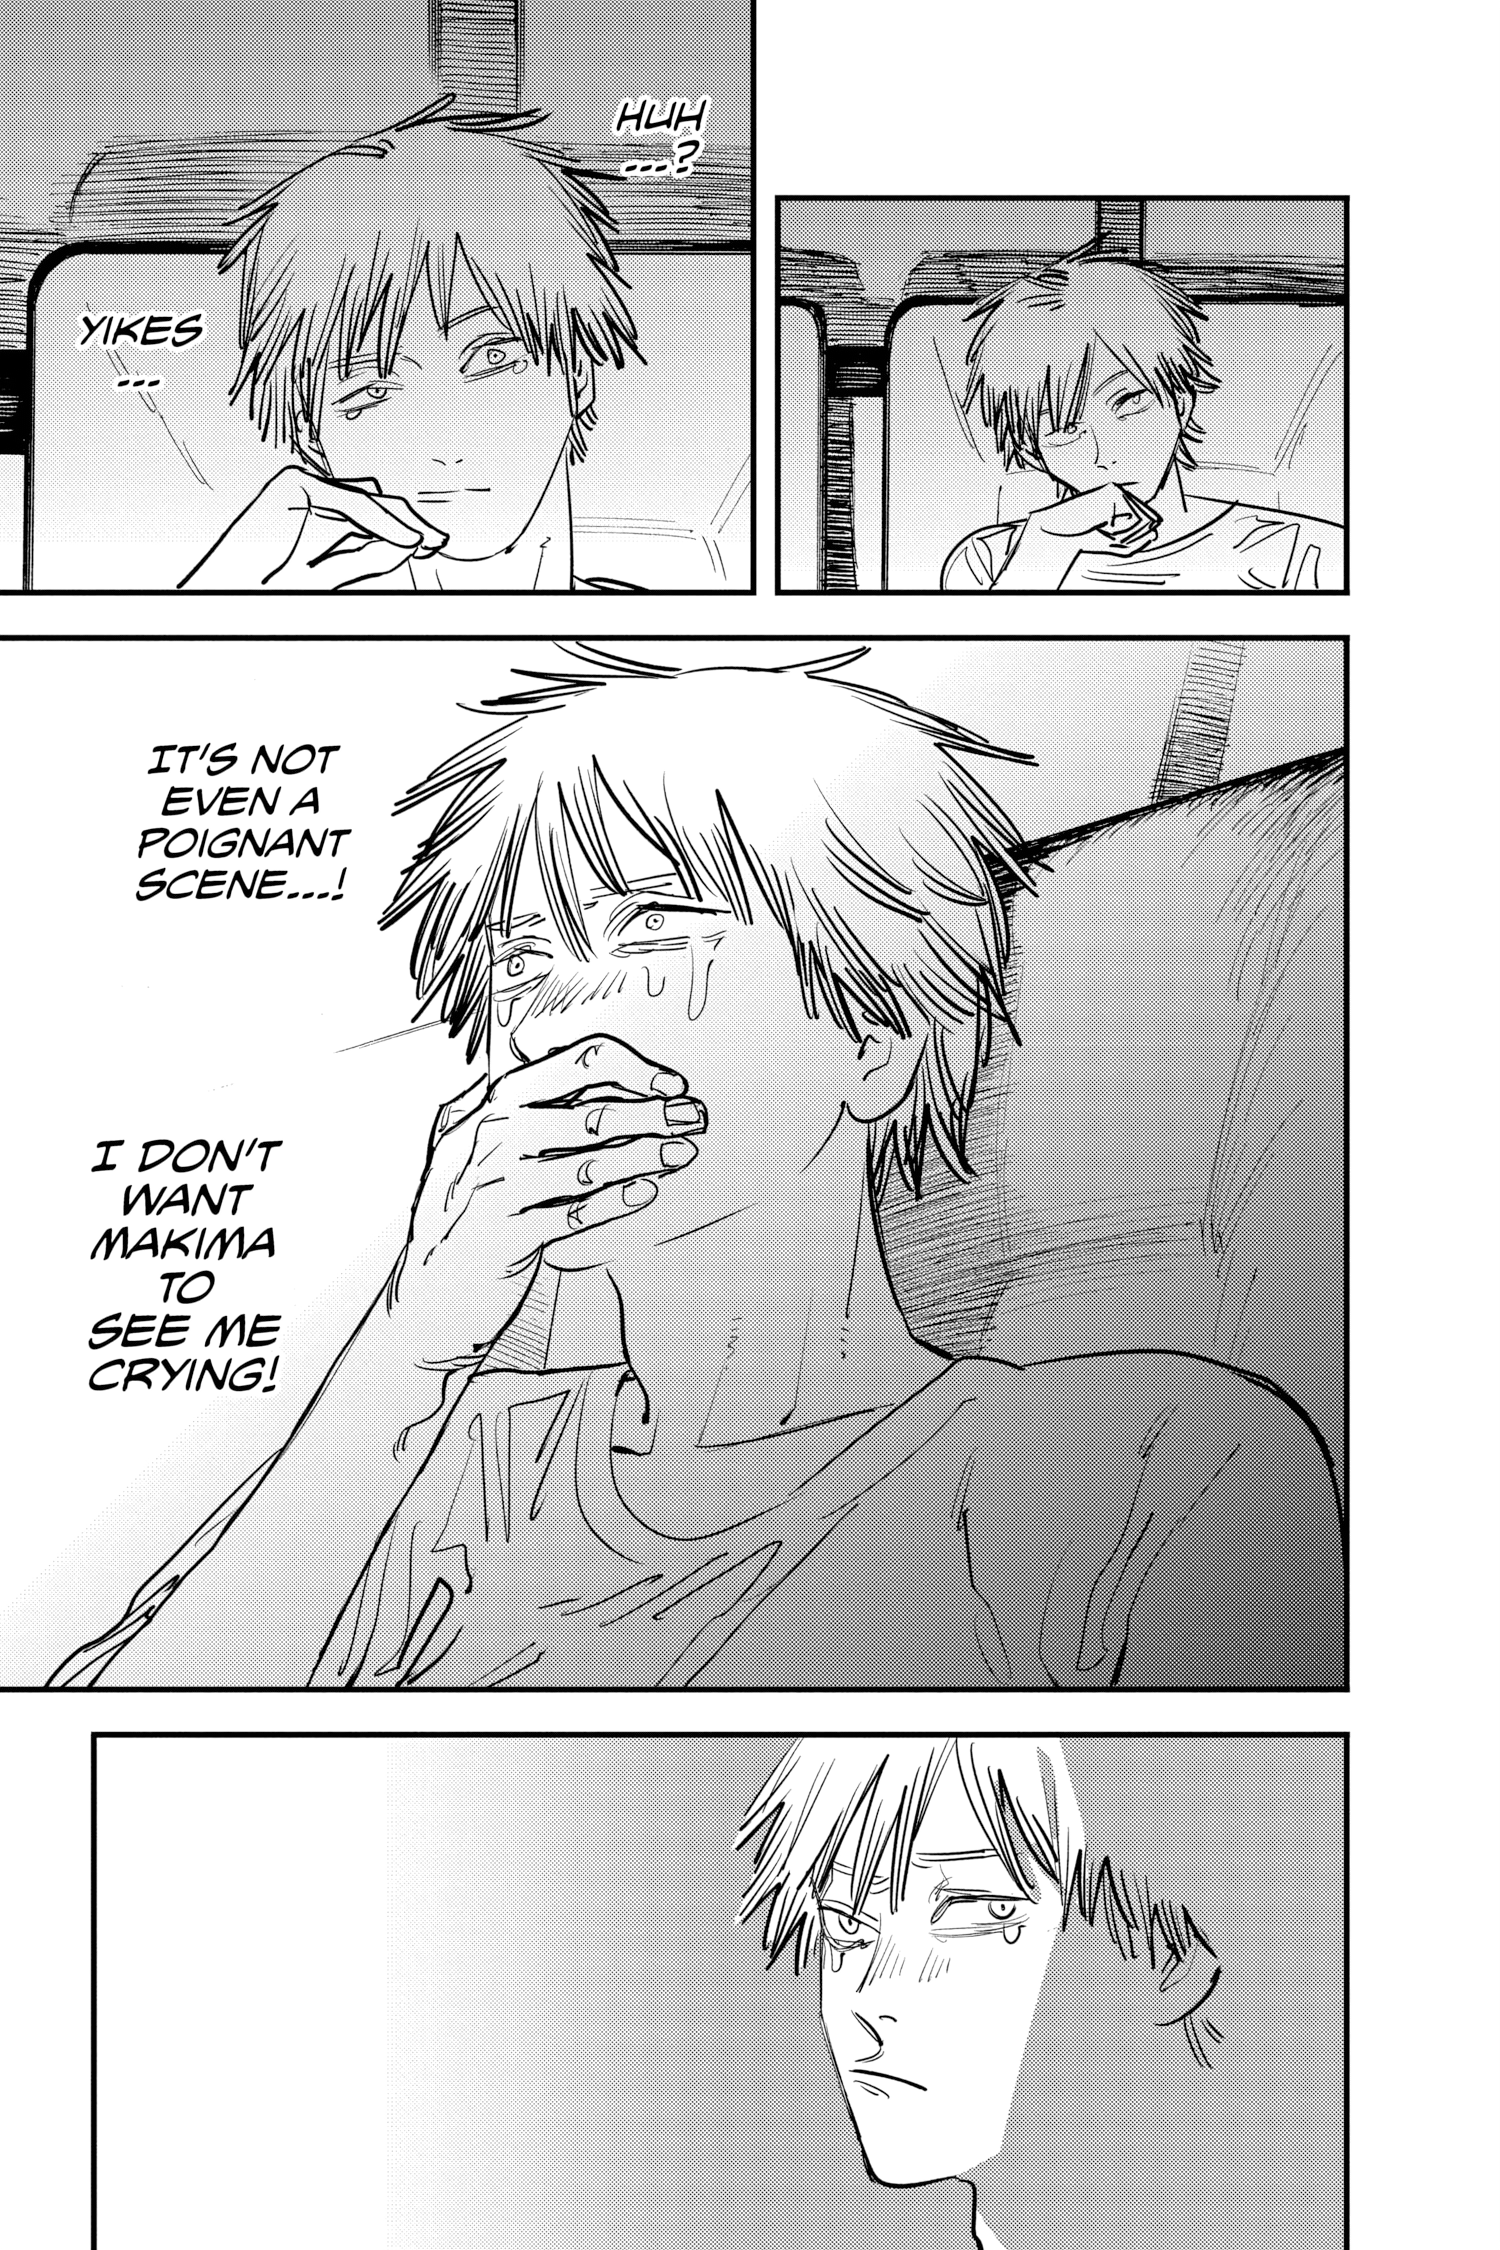 HUH
...?
YIKES
...
IT'S NOT
EVEN A
POIGNANT
SCENE...!
I DON'T
WANT
MAKIMA
TO
SEE ME
CRYING!